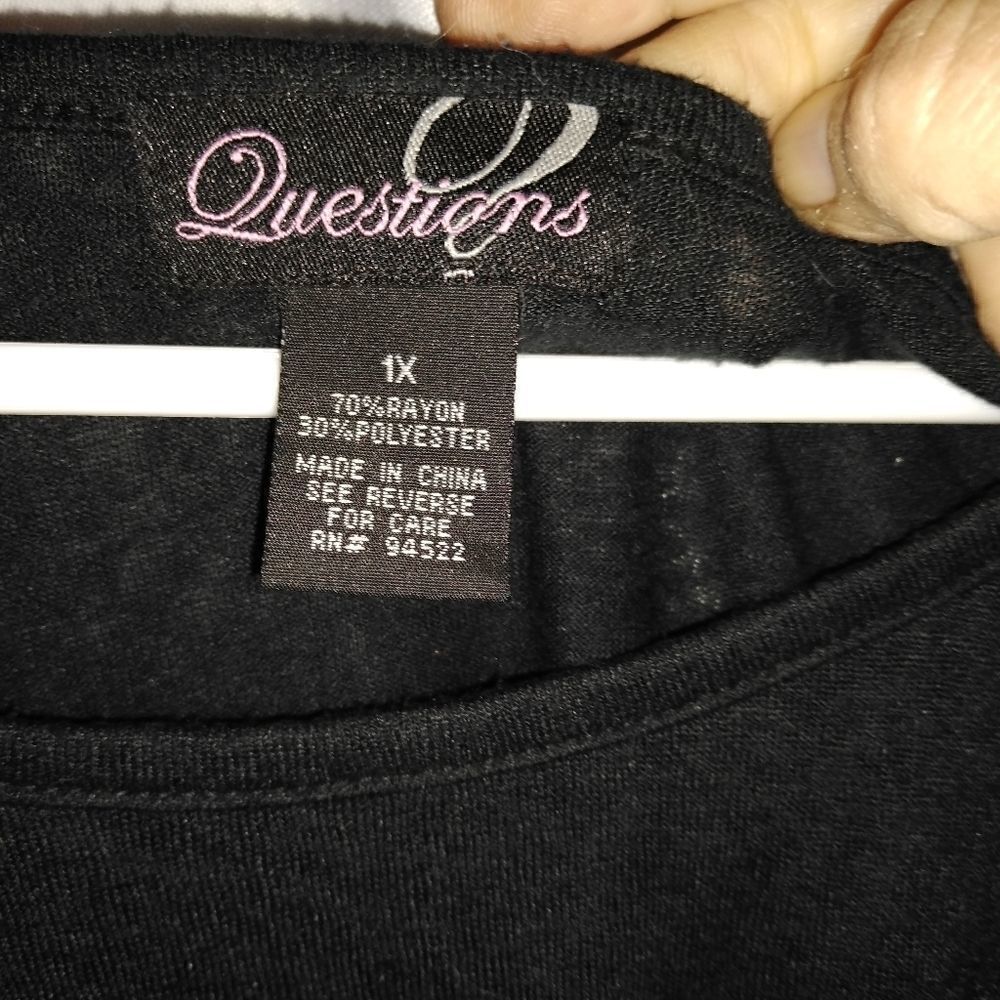 Questions
1X
70%RAYON
30%POLYESTER
MADE IN CHINA
SEE REVERSE
FOR CARE
RN# 94522